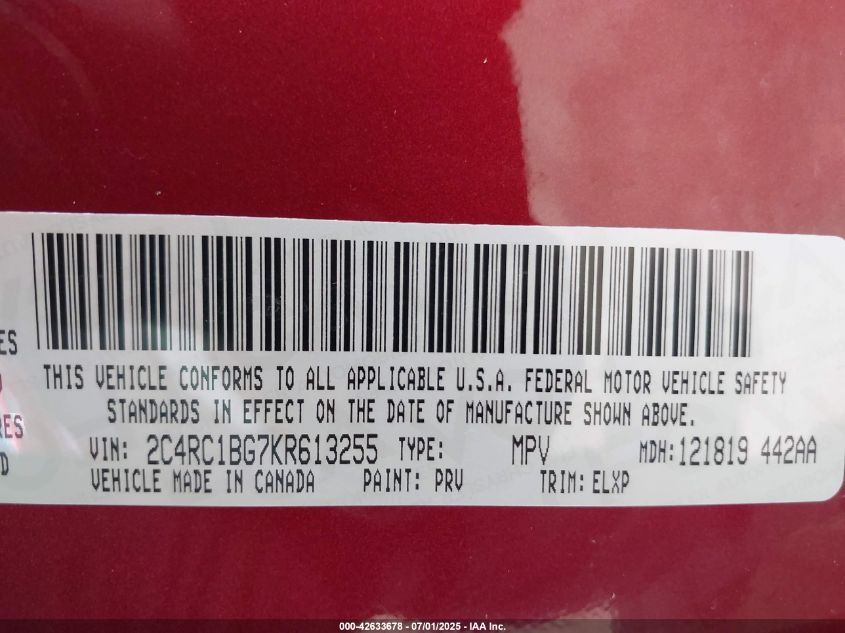 ES
THIS VEHICLE CONFORMS TO ALL APPLICABLE U.S.A. FEDERAL MOTOR VEHICLE SAFETY
RES
STANDARDS IN EFFECT ON THE DATE OF MANUFACTURE SHOWN ABOVE.
D
VIN: 2C4RC1BG7KR613255 TYPE: MPV MDH:121819 442AA
VEHICLE MADE IN CANADA PAINT: PRV TRIM: ELXP
000-42633678 - 07/01/2025 - IAA Inc.